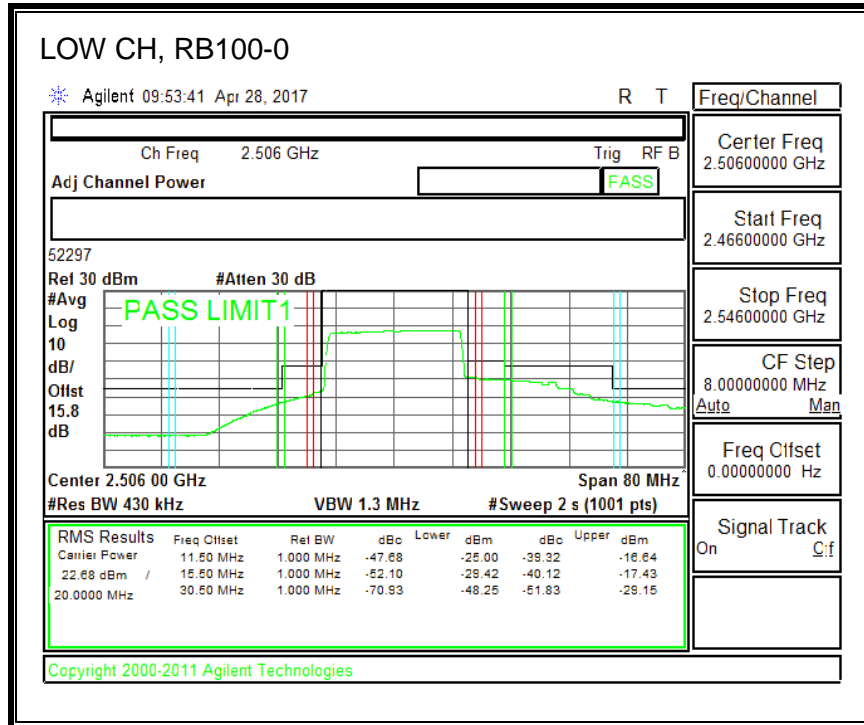 LOW CH, RB100-0
Agilent 09:53:41 Apr 28, 2017 R T
Freq/Channel
Ch Freq 2.506 GHz Trig RF B
Adj Channel Power PASS
Center Freq
2.50600000 GHz
Start Freq
2.46600000 GHz
Stop Freq
2.54600000 GHz
CF Step
8.00000000 MHz
Auto Man
Freq Offset
0.00000000 Hz
Signal Track
On Off
52297
Ref 30 dBm #Atten 30 dB
#Avg
Log
10
dB/
Offst
15.8
dB
PASS LIMIT1
Center 2.506 00 GHz Span 80 MHz
#Res BW 430 kHz VBW 1.3 MHz #Sweep 2 s (1001 pts)
RMS Results Freq Offset Ref BW dBc Lower dBm dBc Upper dBm
Carrier Power 11.50 MHz 1.000 MHz -47.68 -25.00 -39.32 -16.64
22.68 dBm / 15.50 MHz 1.000 MHz -52.10 -29.42 -40.12 -17.43
20.0000 MHz 30.50 MHz 1.000 MHz -70.93 -48.25 -51.83 -29.15
Copyright 2000-2011 Agilent Technologies